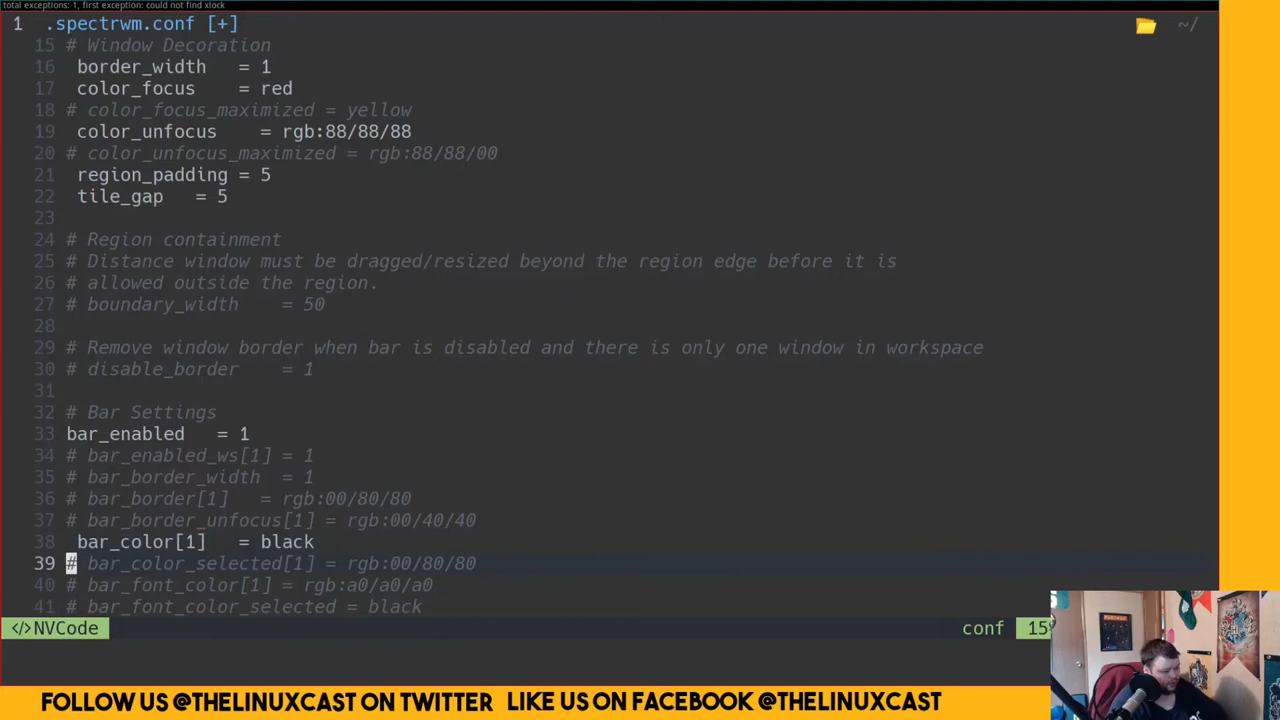 total exceptions: 1, first exception: could not find xlock
1 .spectrwm.conf [+] ~/
15 # Window Decoration
16 border_width = 1
17 color_focus = red
18 # color_focus_maximized = yellow
19 color_unfocus = rgb:88/88/88
20 # color_unfocus_maximized = rgb:88/88/00
21 region_padding = 5
22 tile_gap = 5
23
24 # Region containment
25 # Distance window must be dragged/resized beyond the region edge before it is
26 # allowed outside the region.
27 # boundary_width = 50
28
29 # Remove window border when bar is disabled and there is only one window in workspace
30 # disable_border = 1
31
32 # Bar Settings
33 bar_enabled = 1
34 # bar_enabled_ws[1] = 1
35 # bar_border_width = 1
36 # bar_border[1] = rgb:00/80/80
37 # bar_border_unfocus[1] = rgb:00/40/40
38 bar_color[1] = black
39 # bar_color_selected[1] = rgb:00/80/80
40 # bar_font_color[1] = rgb:a0/a0/a0
41 # bar_font_color_selected = black
</>NVCode conf 15%
FOLLOW US @THELINUXCAST ON TWITTER LIKE US ON FACEBOOK @THELINUXCAST